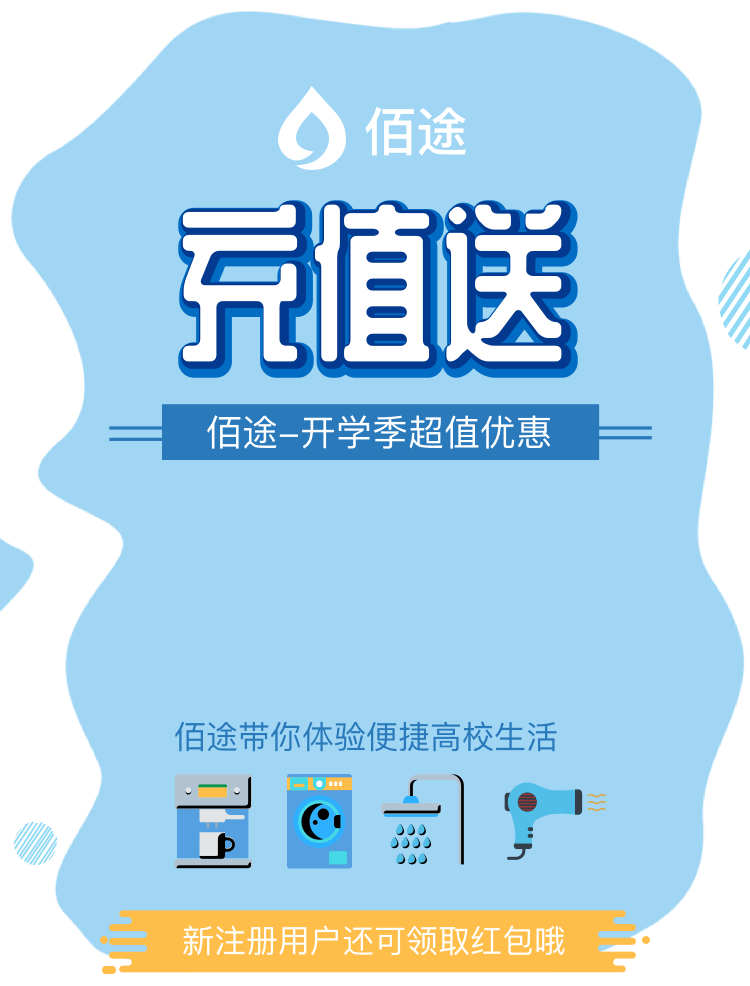 佰途
充值送
佰途–开学季超值优惠
佰途带你体验便捷高校生活
新注册用户还可领取红包哦